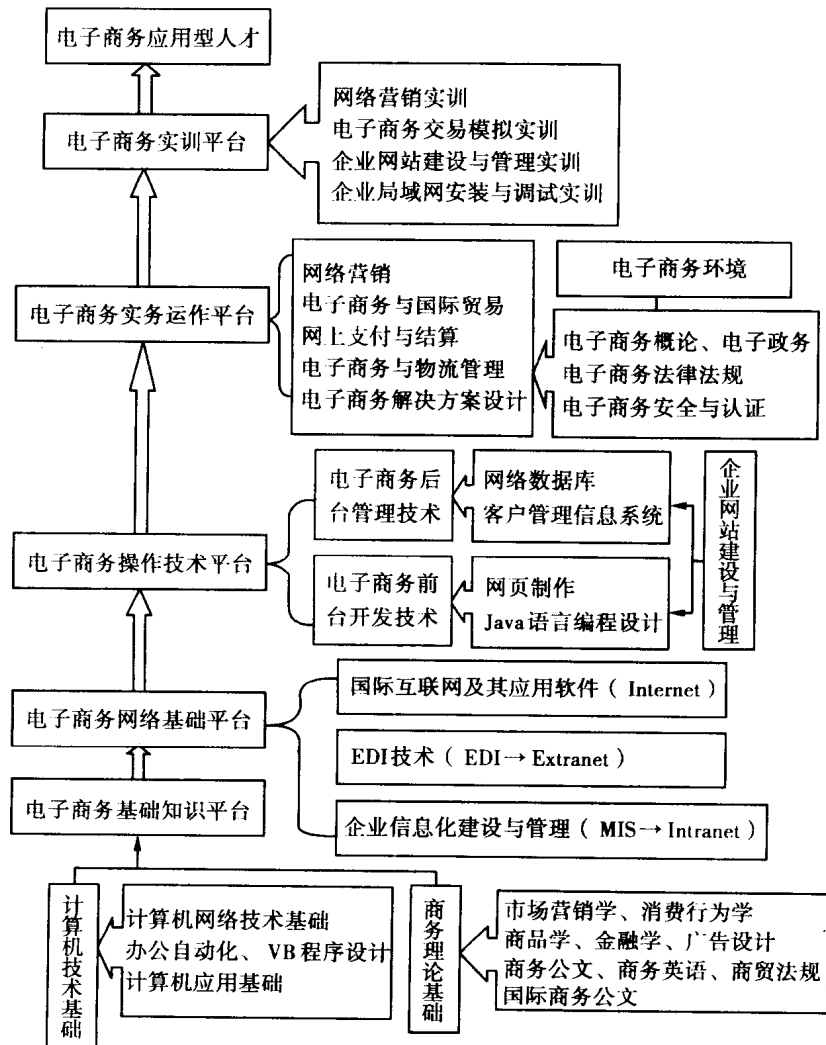 电子商务应用型人才
电子商务实训平台
网络营销实训
电子商务交易模拟实训
企业网站建设与管理实训
企业局域网安装与调试实训
电子商务实务运作平台
网络营销
电子商务与国际贸易
网上支付与结算
电子商务与物流管理
电子商务解决方案设计
电子商务环境
电子商务概论、电子政务
电子商务法律法规
电子商务安全与认证
电子商务操作技术平台
电子商务后
台管理技术
网络数据库
客户管理信息系统
电子商务前
台开发技术
网页制作
Java语言编程设计
企业网站建设与管理
电子商务网络基础平台
国际互联网及其应用软件（Internet）
EDI技术（EDI→Extranet）
企业信息化建设与管理（MIS→Intranet）
电子商务基础知识平台
计算机技术基础
计算机网络技术基础
办公自动化、VB程序设计
计算机应用基础
商务理论基础
市场营销学、消费行为学
商品学、金融学、广告设计
商务公文、商务英语、商贸法规
国际商务公文